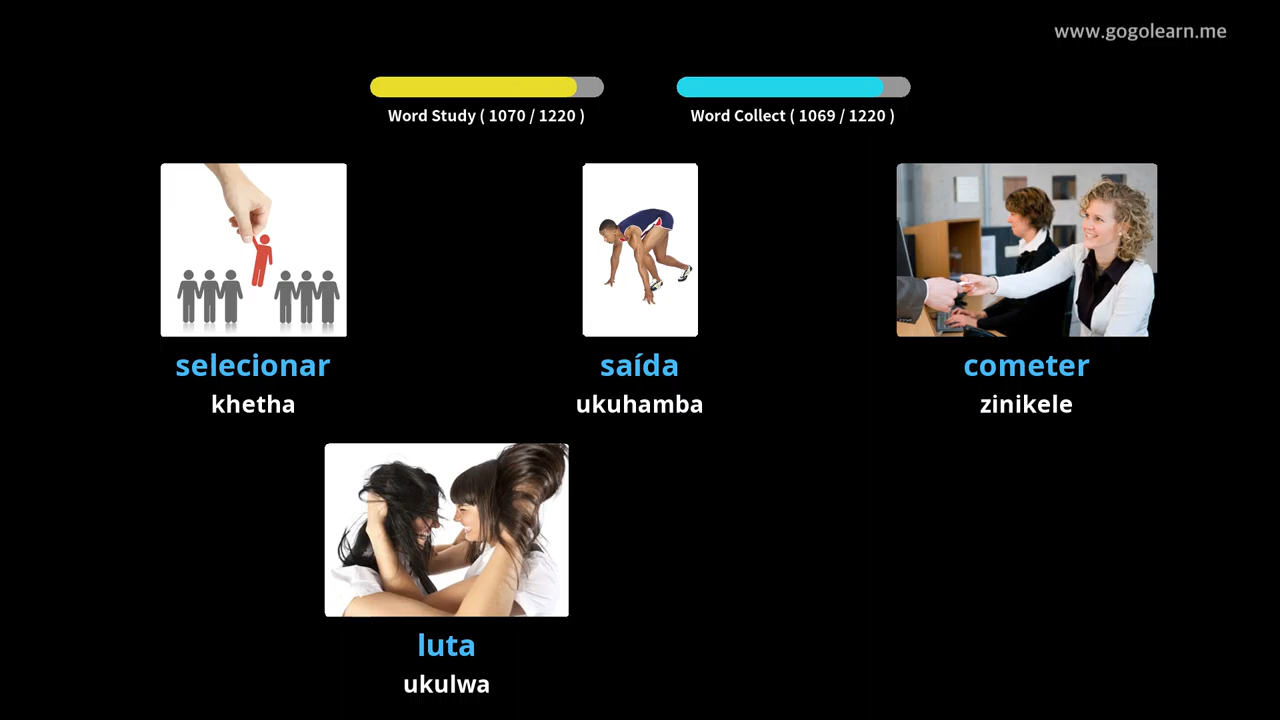 www.gogolearn.me
Word Study ( 1070 / 1220 )
Word Collect ( 1069 / 1220 )
selecionar
khetha
saída
ukuhamba
cometer
zinikele
luta
ukulwa